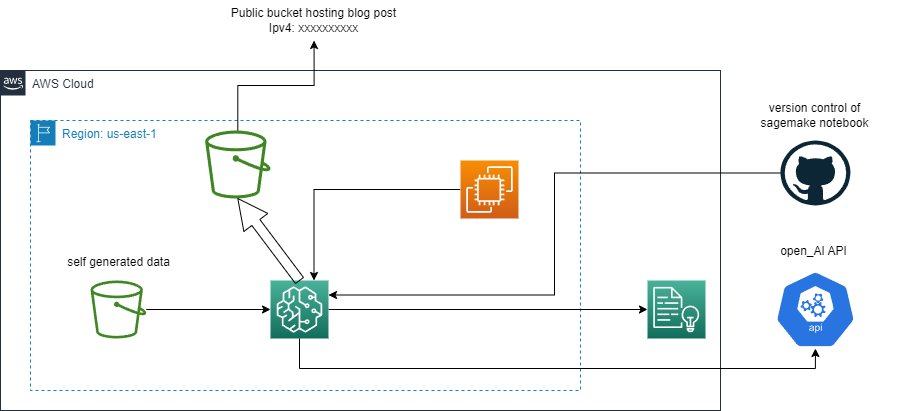 Public bucket hosting blog post
Ipv4: xxxxxxxxxx
aws
AWS Cloud
version control of
sagemake notebook
Region: us-east-1
open_AI API
self generated data
api